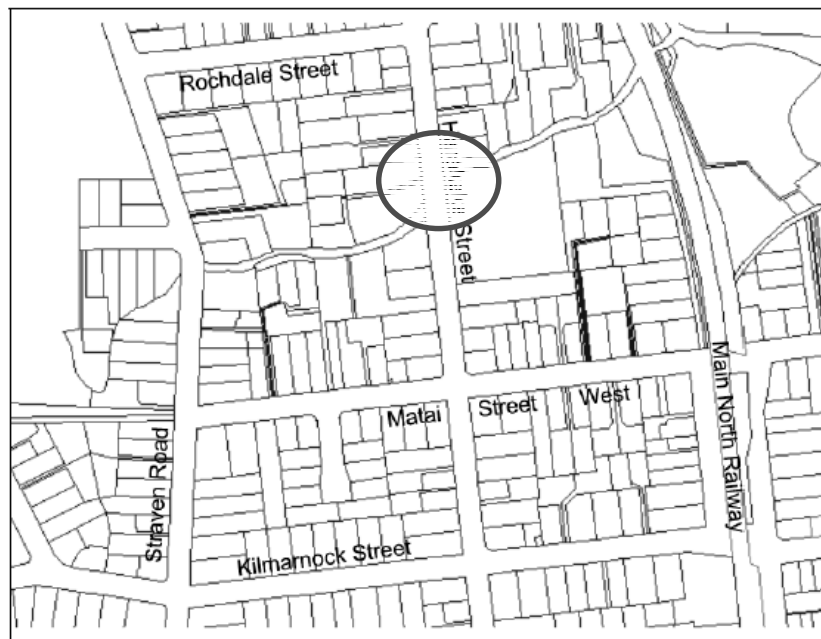 Rochdale Street
Street
Matai Street West
Main North Railway
Straven Road
Kilmarnock Street